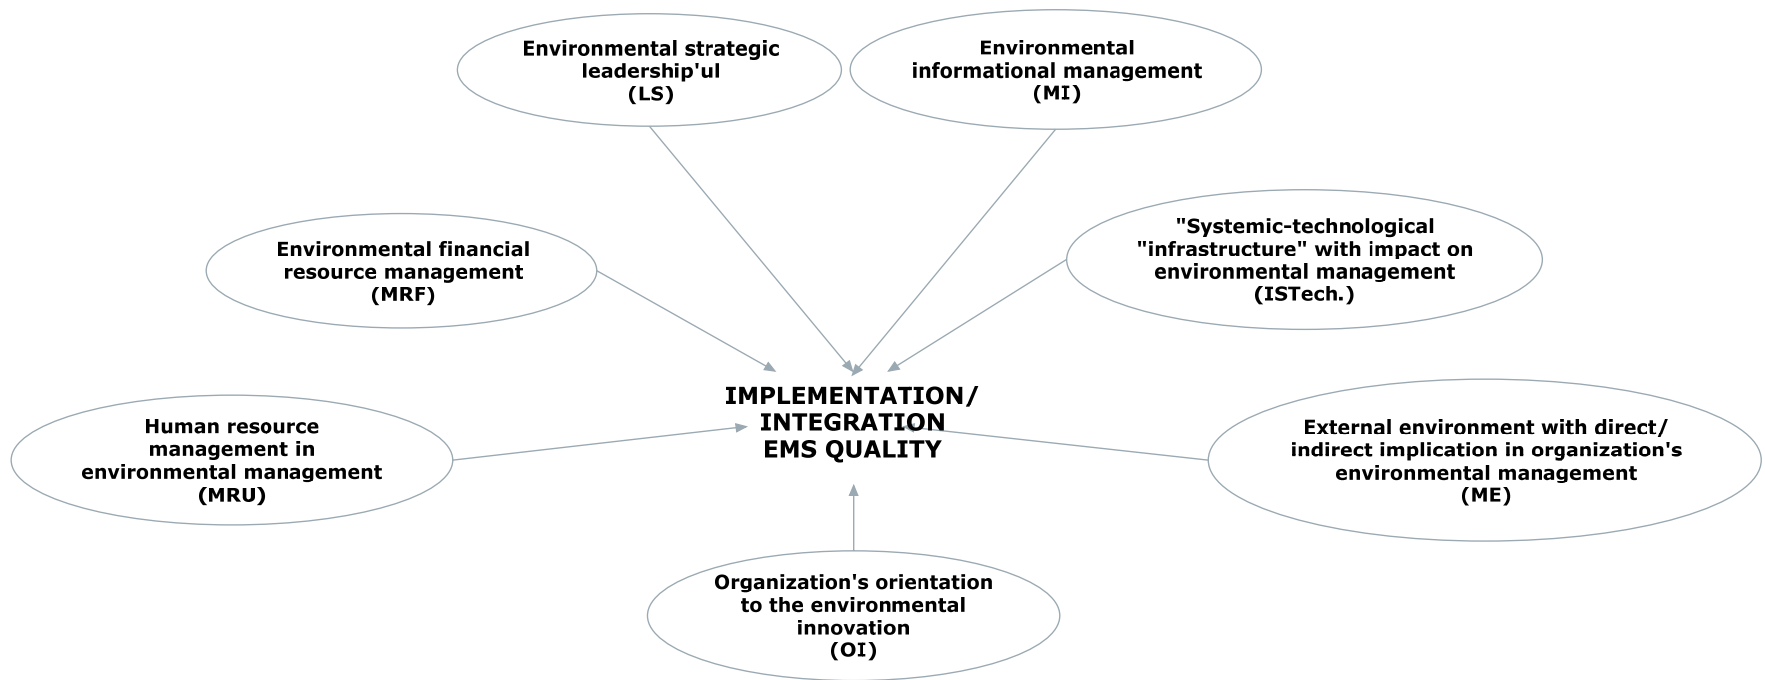 Environmental strategic
leadership'ul
(LS)
Environmental
informational management
(MI)
Environmental financial
resource management
(MRF)
"Systemic-technological
"infrastructure" with impact on
environmental management
(ISTech.)
IMPLEMENTATION/
INTEGRATION
EMS QUALITY
Human resource
management in
environmental management
(MRU)
External environment with direct/
indirect implication in organization's
environmental management
(ME)
Organization's orientation
to the environmental
innovation
(OI)